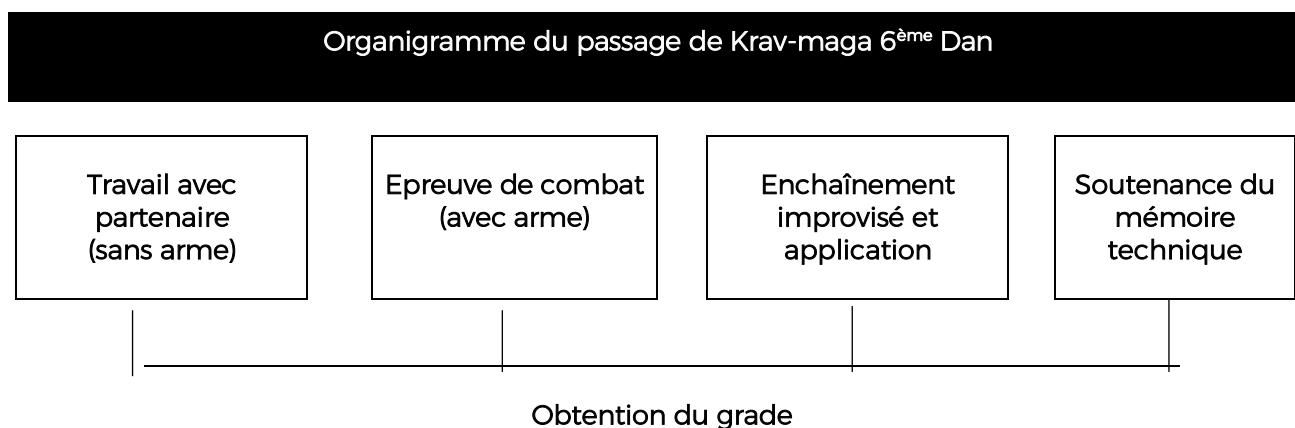 Organigramme du passage de Krav-maga 6ème Dan
Travail avec
partenaire
(sans arme)
Epreuve de combat
(avec arme)
Enchaînement
improvisé et
application
Soutenance du
mémoire
technique
Obtention du grade